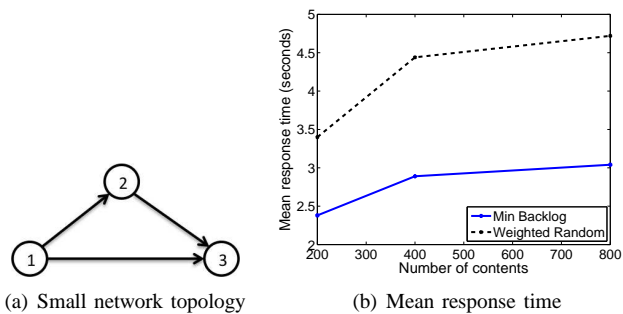 1
2
3
(a) Small network topology
Mean response time (seconds)
5
4.5
4
3.5
3
2.5
2
200 300 400 500 600 700 800
Number of contents
Min Backlog
Weighted Random
(b) Mean response time